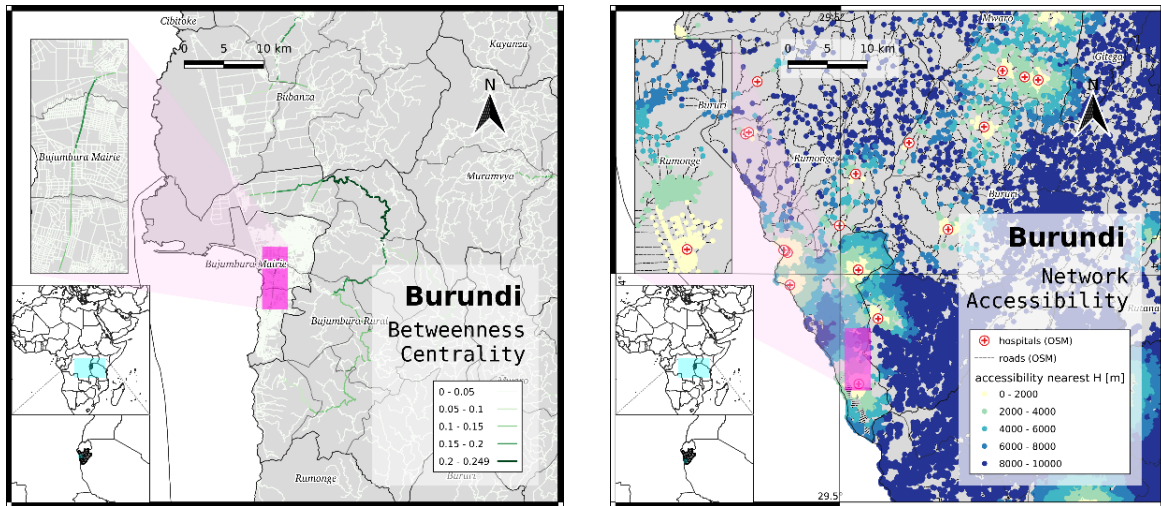 Cibitoke
0 5 10 km
Kayanza
N
Bubanza
Bujumbura Mairie
Muramvya
Bujumbura Mairie
Bujumbura Rural
Burundi
Betweenness
Centrality
0 - 0.05
0.05 - 0.1
0.1 - 0.15
0.15 - 0.2
0.2 - 0.249
Rumonge
Bururi
29.5°
Mwaro
0 5 10 km
Gitega
N
Bururi
Rumonge
Rumonge
Bururi
Burundi
Network
Accessibility
Rutana
hospitals (OSM)
roads (OSM)
accessibility nearest H [m]
0 - 2000
2000 - 4000
4000 - 6000
6000 - 8000
8000 - 10000
29.5°